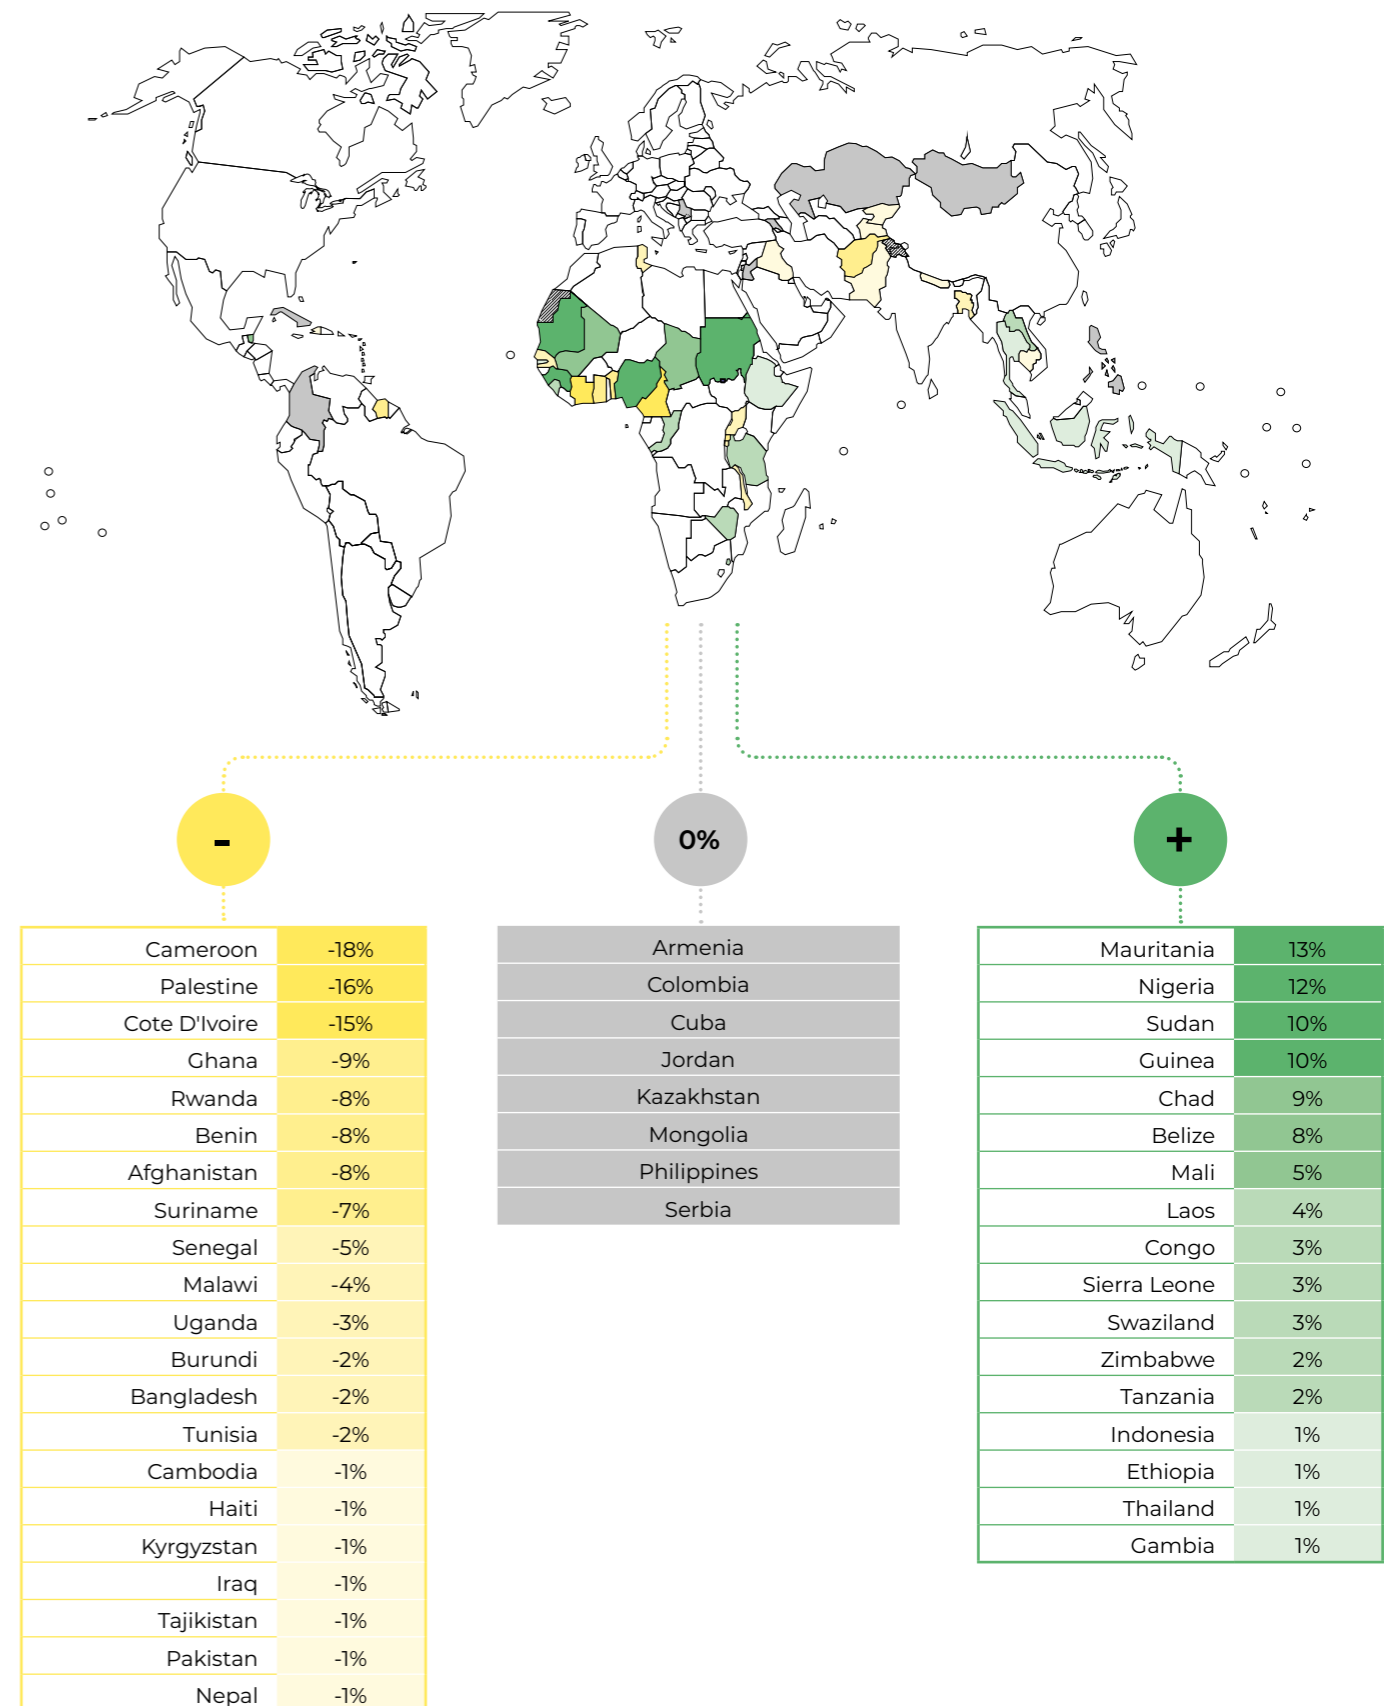 -
0%
+
Cameroon -18%
Palestine -16%
Cote D'Ivoire -15%
Ghana -9%
Rwanda -8%
Benin -8%
Afghanistan -8%
Suriname -7%
Senegal -5%
Malawi -4%
Uganda -3%
Burundi -2%
Bangladesh -2%
Tunisia -2%
Cambodia -1%
Haiti -1%
Kyrgyzstan -1%
Iraq -1%
Tajikistan -1%
Pakistan -1%
Nepal -1%
Armenia
Colombia
Cuba
Jordan
Kazakhstan
Mongolia
Philippines
Serbia
Mauritania 13%
Nigeria 12%
Sudan 10%
Guinea 10%
Chad 9%
Belize 8%
Mali 5%
Laos 4%
Congo 3%
Sierra Leone 3%
Swaziland 3%
Zimbabwe 2%
Tanzania 2%
Indonesia 1%
Ethiopia 1%
Thailand 1%
Gambia 1%